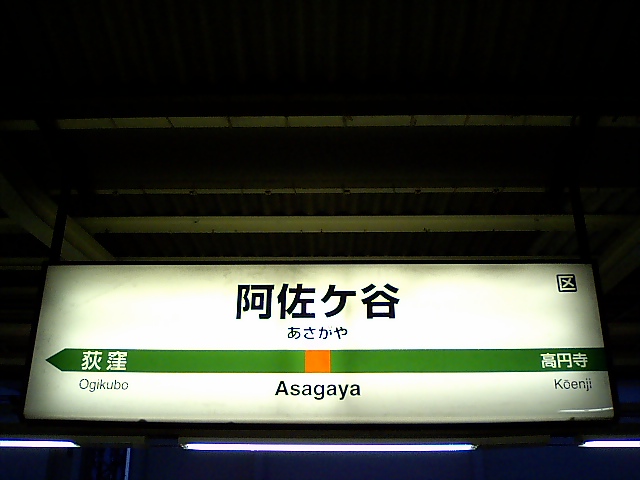 区
阿佐ケ谷
あさがや
荻窪 高円寺
Ogikubo Asagaya Kōenji